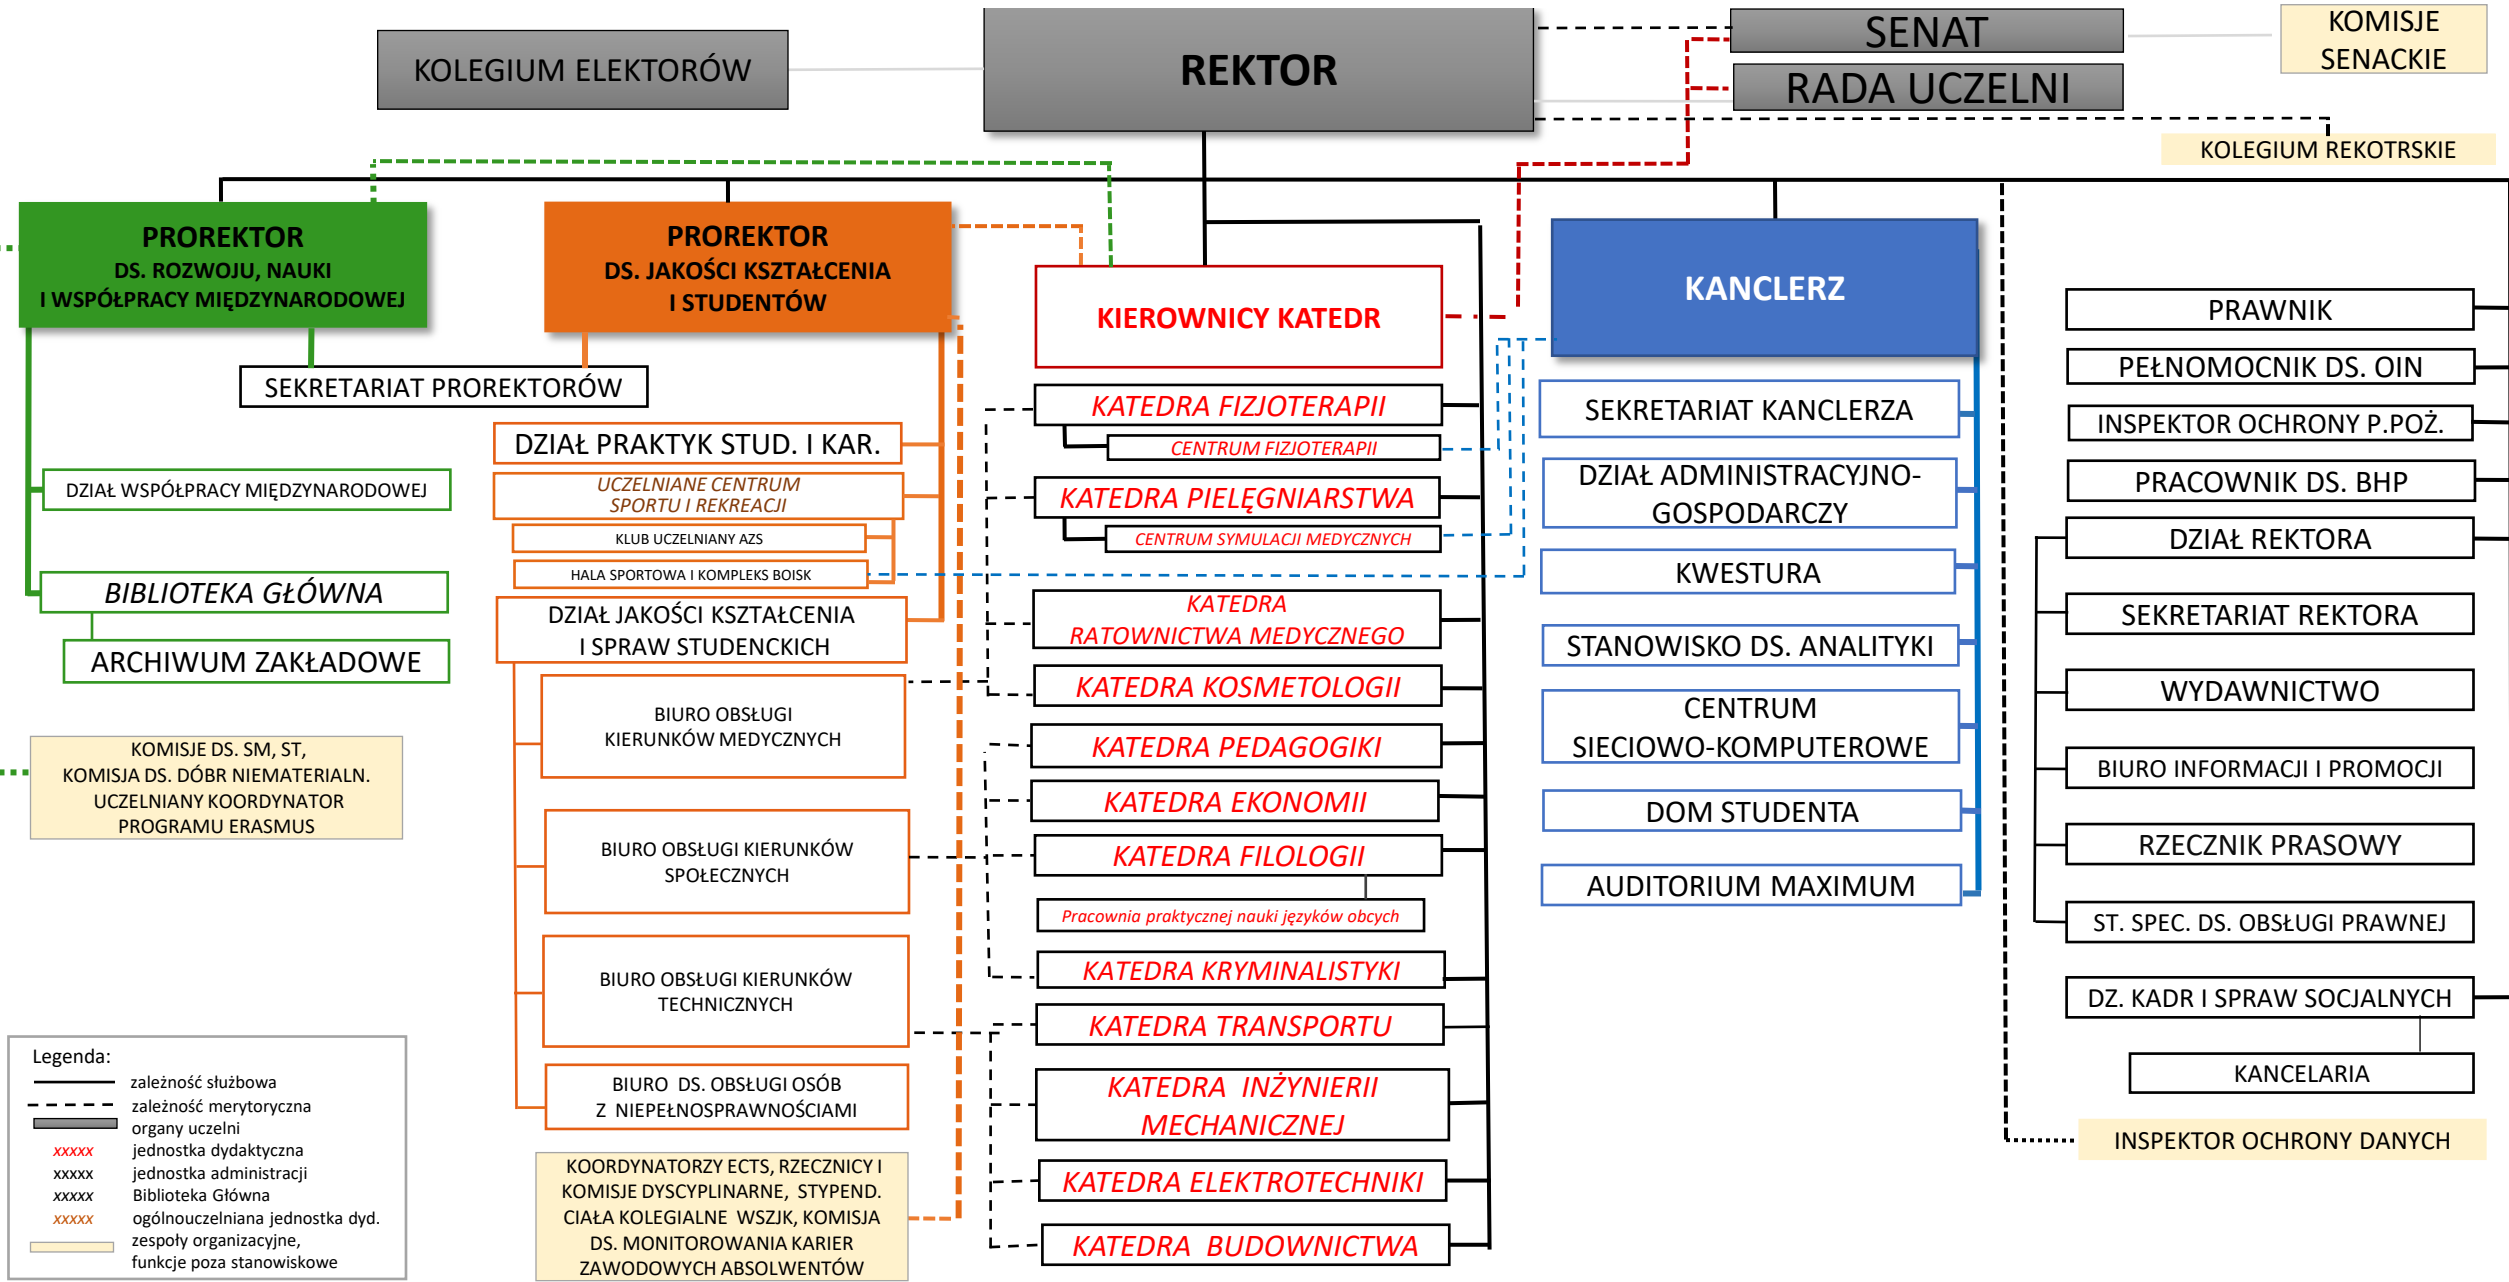 KOLEGIUM ELEKTORÓW
REKTOR
SENAT
RADA UCZELNI
KOMISJE
SENACKIE
KOLEGIUM REKOTRSKIE
PROREKTOR
DS. ROZWOJU, NAUKI
I WSPÓŁPRACY MIĘDZYNARODOWEJ
PROREKTOR
DS. JAKOŚCI KSZTAŁCENIA
I STUDENTÓW
SEKRETARIAT PROREKTORÓW
DZIAŁ WSPÓŁPRACY MIĘDZYNARODOWEJ
BIBLIOTEKA GŁÓWNA
ARCHIWUM ZAKŁADOWE
KOMISJE DS. SM, ST,
KOMISJA DS. DÓBR NIEMATERIALN.
UCZELNIANY KOORDYNATOR
PROGRAMU ERASMUS
DZIAŁ PRAKTYK STUD. I KAR.
UCZELNIANE CENTRUM
SPORTU I REKREACJI
KLUB UCZELNIANY AZS
HALA SPORTOWA I KOMPLEKS BOISK
DZIAŁ JAKOŚCI KSZTAŁCENIA
I SPRAW STUDENCKICH
BIURO OBSŁUGI
KIERUNKÓW MEDYCZNYCH
BIURO OBSŁUGI KIERUNKÓW
SPOŁECZNYCH
BIURO OBSŁUGI KIERUNKÓW
TECHNICZNYCH
BIURO DS. OBSŁUGI OSÓB
Z NIEPEŁNOSPRAWNOŚCIAMI
KOORDYNATORZY ECTS, RZECZNICY I
KOMISJE DYSCYPLINARNE, STYPEND.
CIAŁA KOLEGIALNE WSZJK, KOMISJA
DS. MONITOROWANIA KARIER
ZAWODOWYCH ABSOLWENTÓW
KIEROWNICY KATEDR
KATEDRA FIZJOTERAPII
CENTRUM FIZJOTERAPII
KATEDRA PIELĘGNIARSTWA
CENTRUM SYMULACJI MEDYCZNYCH
KATEDRA
RATOWNICTWA MEDYCZNEGO
KATEDRA KOSMETOLOGII
KATEDRA PEDAGOGIKI
KATEDRA EKONOMII
KATEDRA FILOLOGII
Pracownia praktycznej nauki języków obcych
KATEDRA KRYMINALISTYKI
KATEDRA TRANSPORTU
KATEDRA INŻYNIERII
MECHANICZNEJ
KATEDRA ELEKTROTECHNIKI
KATEDRA BUDOWNICTWA
KANCLERZ
SEKRETARIAT KANCLERZA
DZIAŁ ADMINISTRACYJNO-
GOSPODARCZY
KWESTURA
STANOWISKO DS. ANALITYKI
CENTRUM
SIECIOWO-KOMPUTEROWE
DOM STUDENTA
AUDITORIUM MAXIMUM
PRAWNIK
PEŁNOMOCNIK DS. OIN
INSPEKTOR OCHRONY P.POŻ.
PRACOWNIK DS. BHP
DZIAŁ REKTORA
SEKRETARIAT REKTORA
WYDAWNICTWO
BIURO INFORMACJI I PROMOCJI
RZECZNIK PRASOWY
ST. SPEC. DS. OBSŁUGI PRAWNEJ
DZ. KADR I SPRAW SOCJALNYCH
KANCELARIA
INSPEKTOR OCHRONY DANYCH
Legenda:
zależność służbowa
zależność merytoryczna
organy uczelni
xxxxx jednostka dydaktyczna
xxxxx jednostka administracji
xxxxx Biblioteka Główna
xxxxx ogólnouczelniana jednostka dyd.
zespoły organizacyjne,
funkcje poza stanowiskowe